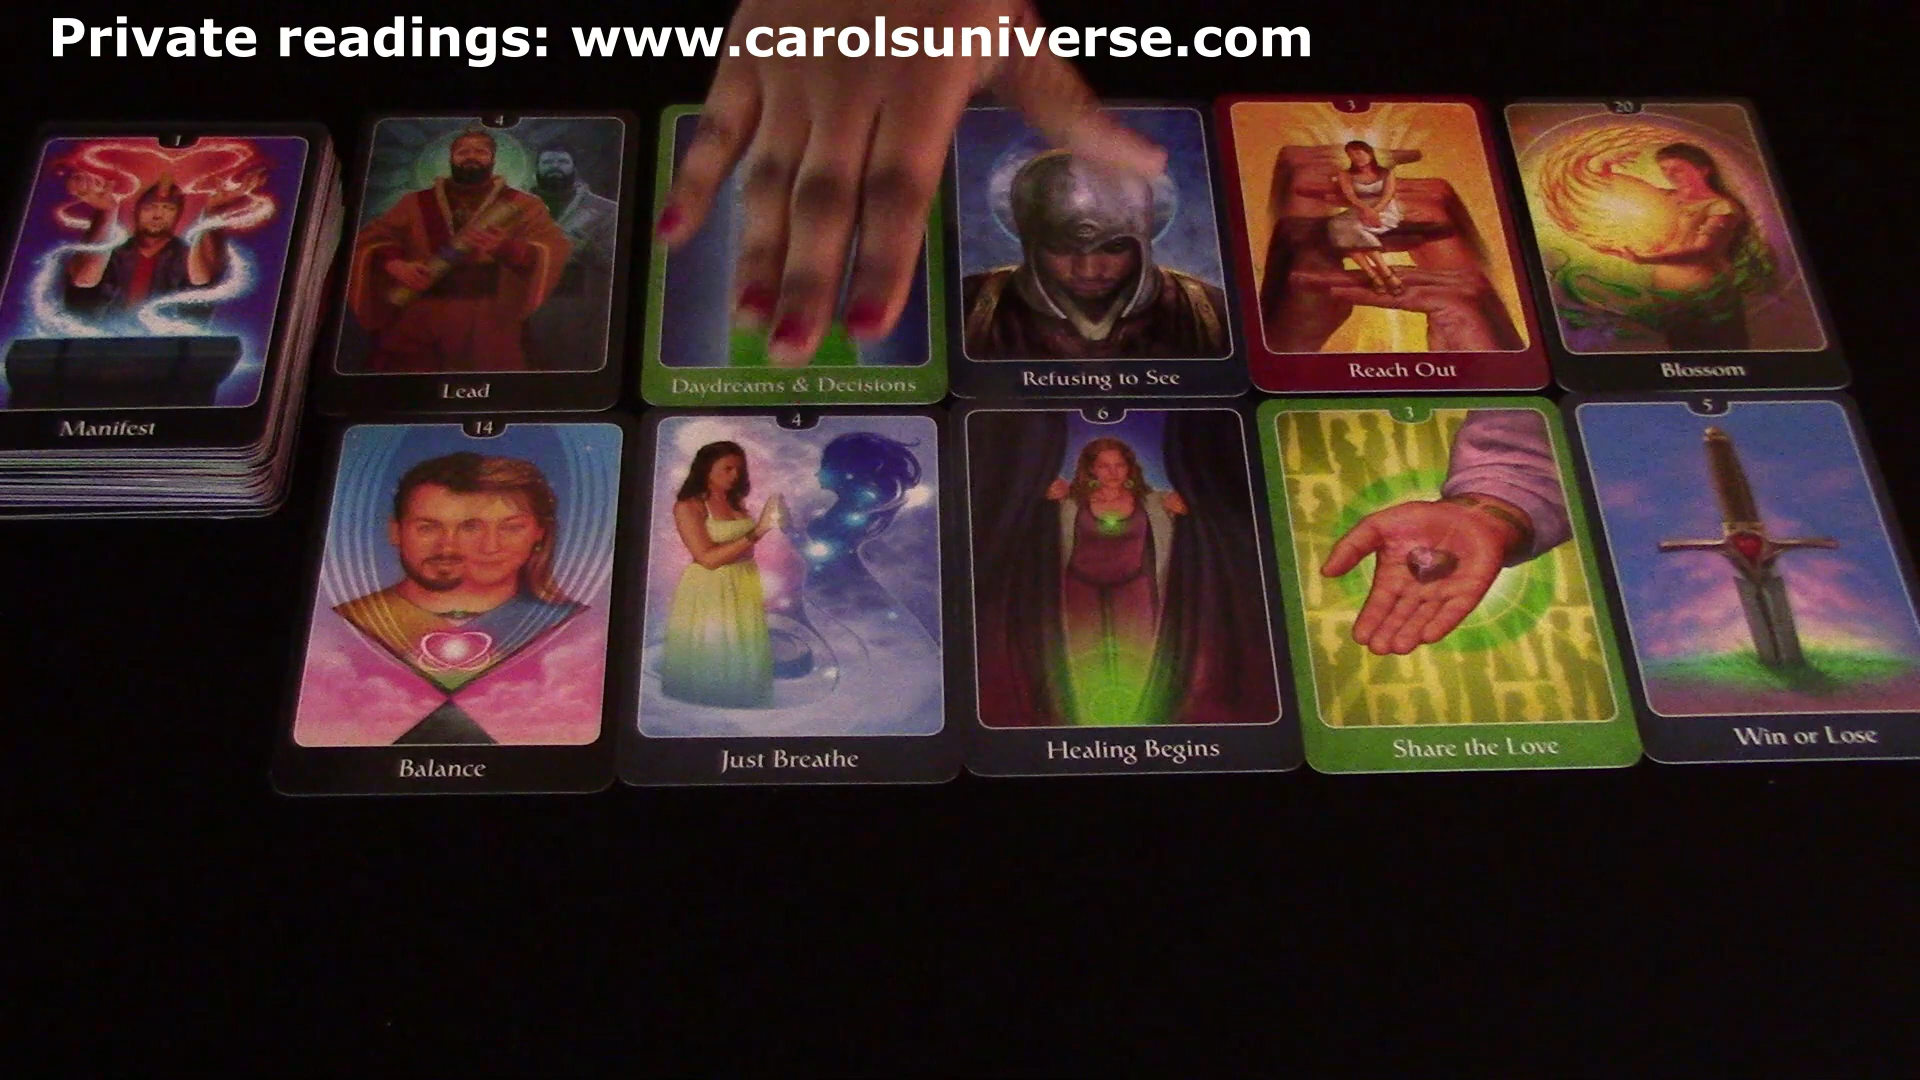 Private readings: www.carolsuniverse.com
1
Manifest
4
Lead
Daydreams & Decisions
Refusing to See
3
Reach Out
20
Blossom
14
Balance
4
Just Breathe
6
Healing Begins
3
Share the Love
5
Win or Lose